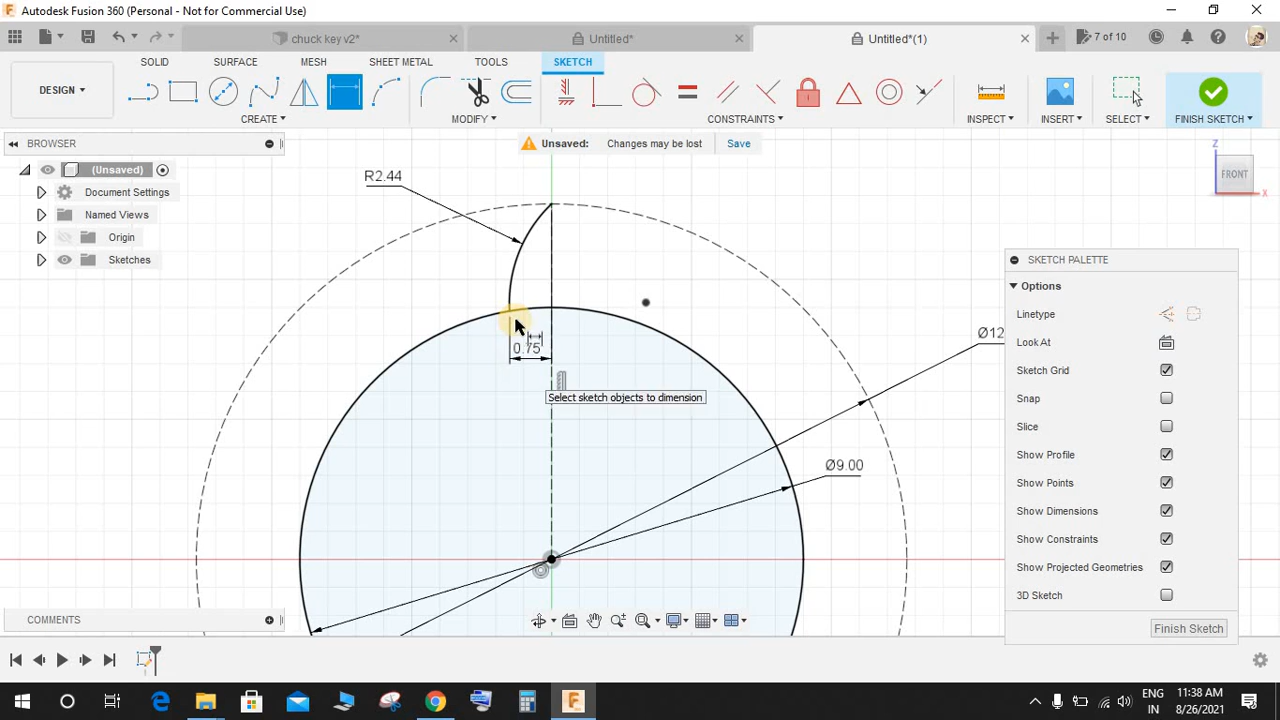 Autodesk Fusion 360 (Personal - Not for Commercial Use)
chuck key v2*
Untitled*
Untitled*(1)
7 of 10
DESIGN
SOLID
SURFACE
MESH
SHEET METAL
TOOLS
SKETCH
CREATE
MODIFY
CONSTRAINTS
INSPECT
INSERT
SELECT
FINISH SKETCH
BROWSER
Unsaved: Changes may be lost
Save
(Unsaved)
Document Settings
Named Views
Origin
Sketches
Z
FRONT
X
R2.44
0.75
Select sketch objects to dimension
Ø12
Ø9.00
SKETCH PALETTE
Options
Linetype
Look At
Sketch Grid
Snap
Slice
Show Profile
Show Points
Show Dimensions
Show Constraints
Show Projected Geometries
3D Sketch
Finish Sketch
COMMENTS
ENG
IN
11:38 AM
8/26/2021